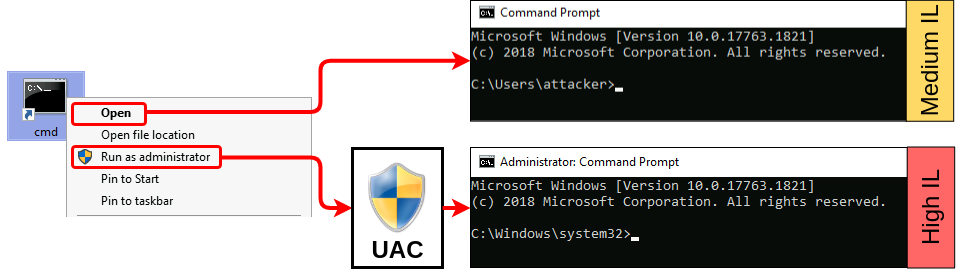 C:\_
cmd
Open
Open file location
Run as administrator
Pin to Start
Pin to taskbar
UAC
Command Prompt
Microsoft Windows [Version 10.0.17763.1821]
(c) 2018 Microsoft Corporation. All rights reserved.
C:\Users\attacker>
Medium IL
Administrator: Command Prompt
Microsoft Windows [Version 10.0.17763.1821]
(c) 2018 Microsoft Corporation. All rights reserved.
C:\Windows\system32>
High IL